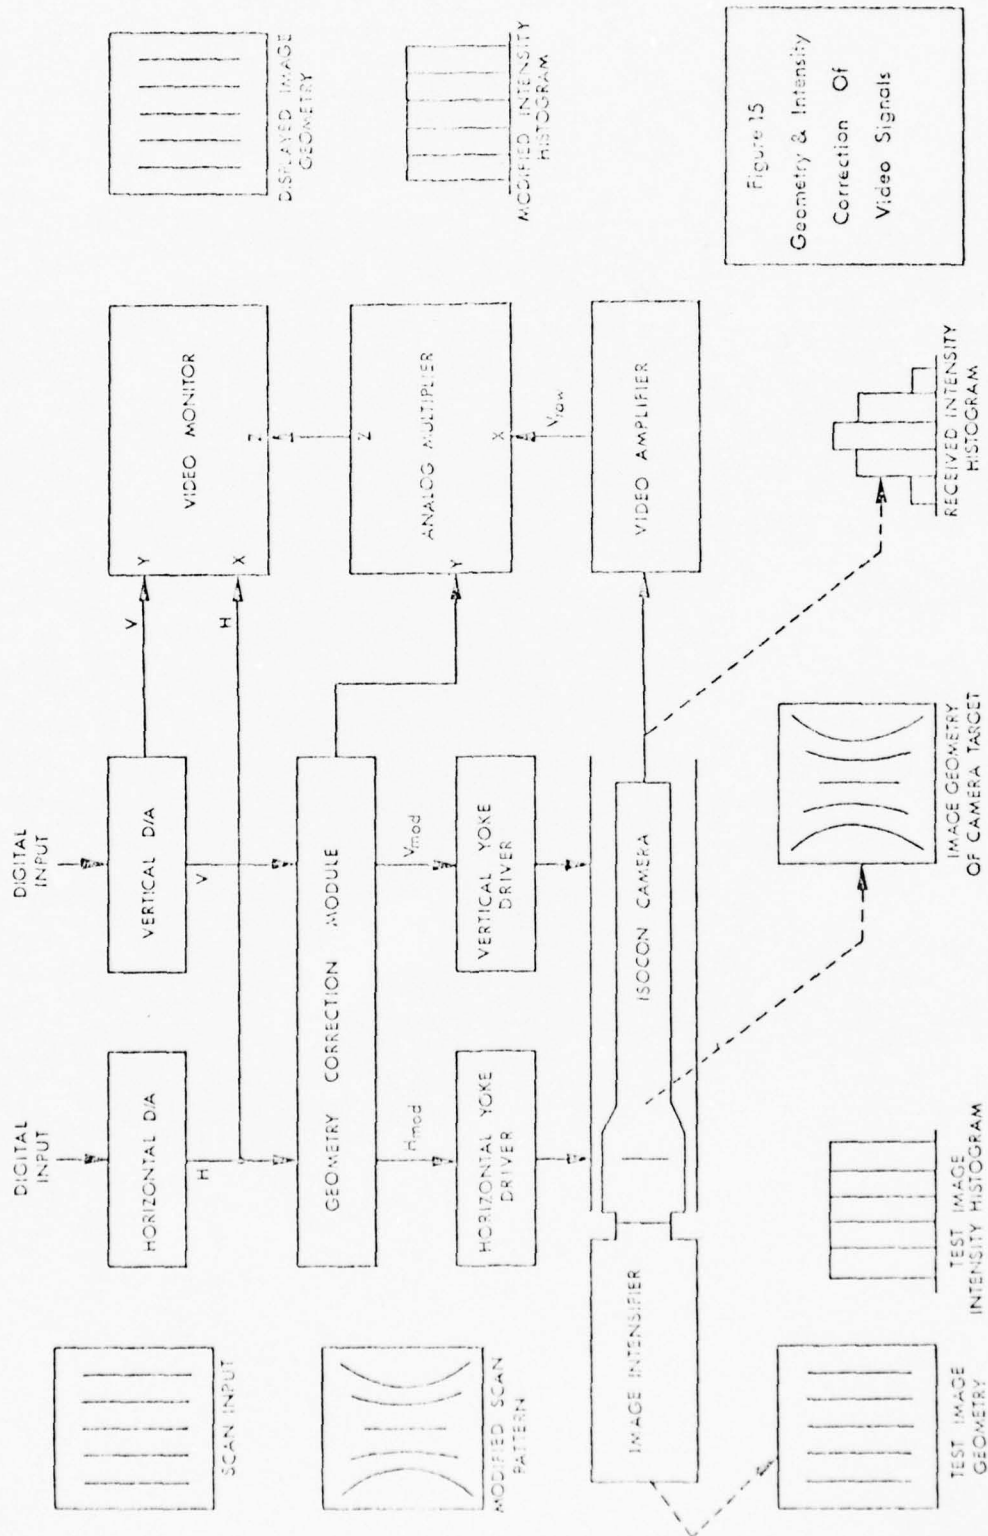 SCAN INPUT
MODIFIED SCAN
PATTERN
DIGITAL
INPUT
DIGITAL
INPUT
HORIZONTAL D/A
VERTICAL D/A
H
V
V
H
Y
X
Z
VIDEO MONITOR
DISPLAYED IMAGE
GEOMETRY
GEOMETRY CORRECTION MODULE
Hmod
Vmod
Z
ANALOG MULTIPLIER
Y
X
MODIFIED INTENSITY
HISTOGRAM
HORIZONTAL YOKE
DRIVER
VERTICAL YOKE
DRIVER
Vraw
IMAGE INTENSIFIER
ISOCON CAMERA
VIDEO AMPLIFIER
TEST IMAGE
GEOMETRY
TEST IMAGE
INTENSITY HISTOGRAM
IMAGE GEOMETRY
OF CAMERA TARGET
RECEIVED INTENSITY
HISTOGRAM
Figure 15
Geometry & Intensity
Correction Of
Video Signals